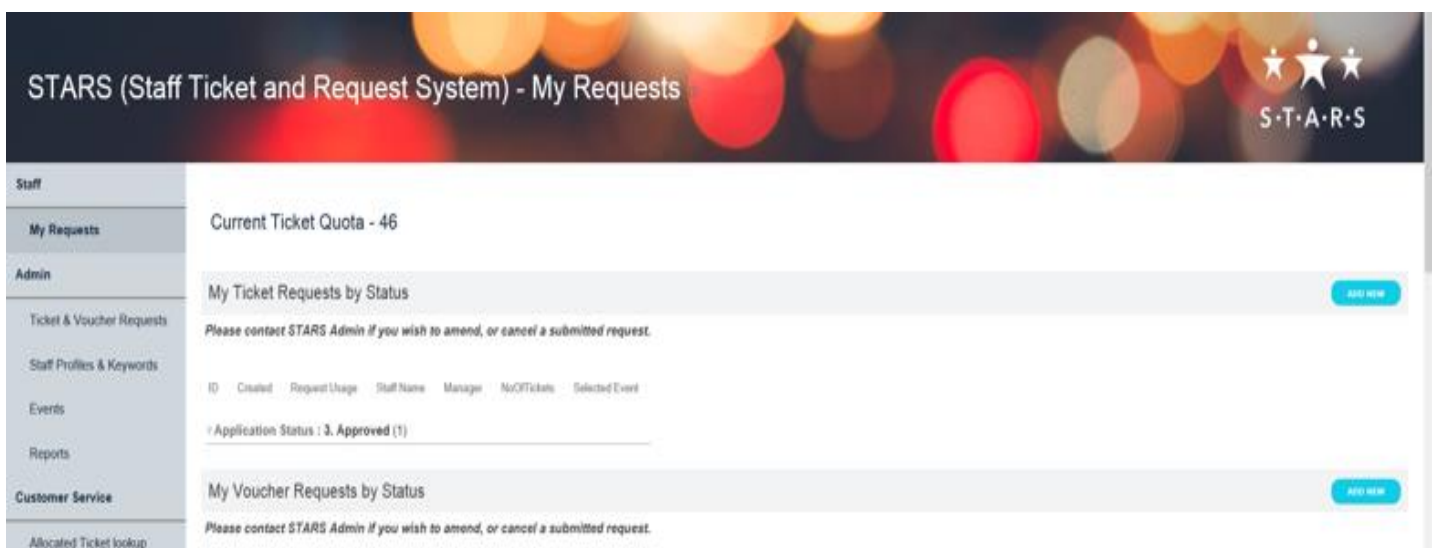 STARS (Staff Ticket and Request System) - My Requests
S·T·A·R·S
Staff
My Requests
Admin
Ticket & Voucher Requests
Staff Profiles & Keywords
Events
Reports
Customer Service
Allocated Ticket lookup
Current Ticket Quota - 46
My Ticket Requests by Status
ADD NEW
Please contact STARS Admin if you wish to amend, or cancel a submitted request.
ID Created Request Usage Staff Name Manager NoOfTickets Selected Event
Application Status : 3. Approved (1)
My Voucher Requests by Status
ADD NEW
Please contact STARS Admin if you wish to amend, or cancel a submitted request.